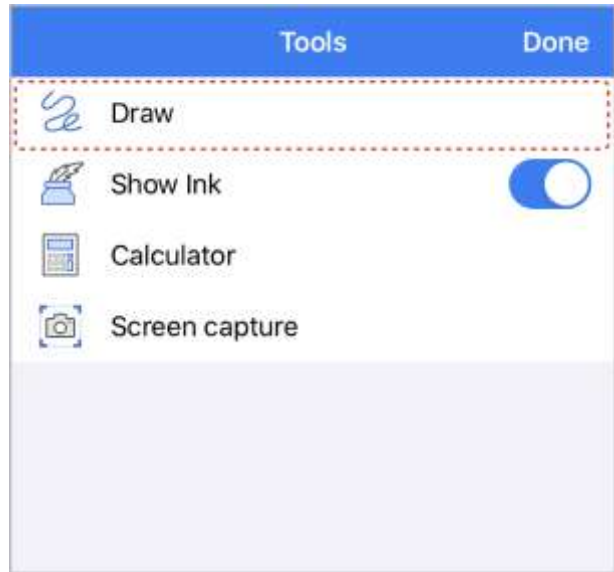 Tools Done
Draw
Show Ink
Calculator
Screen capture